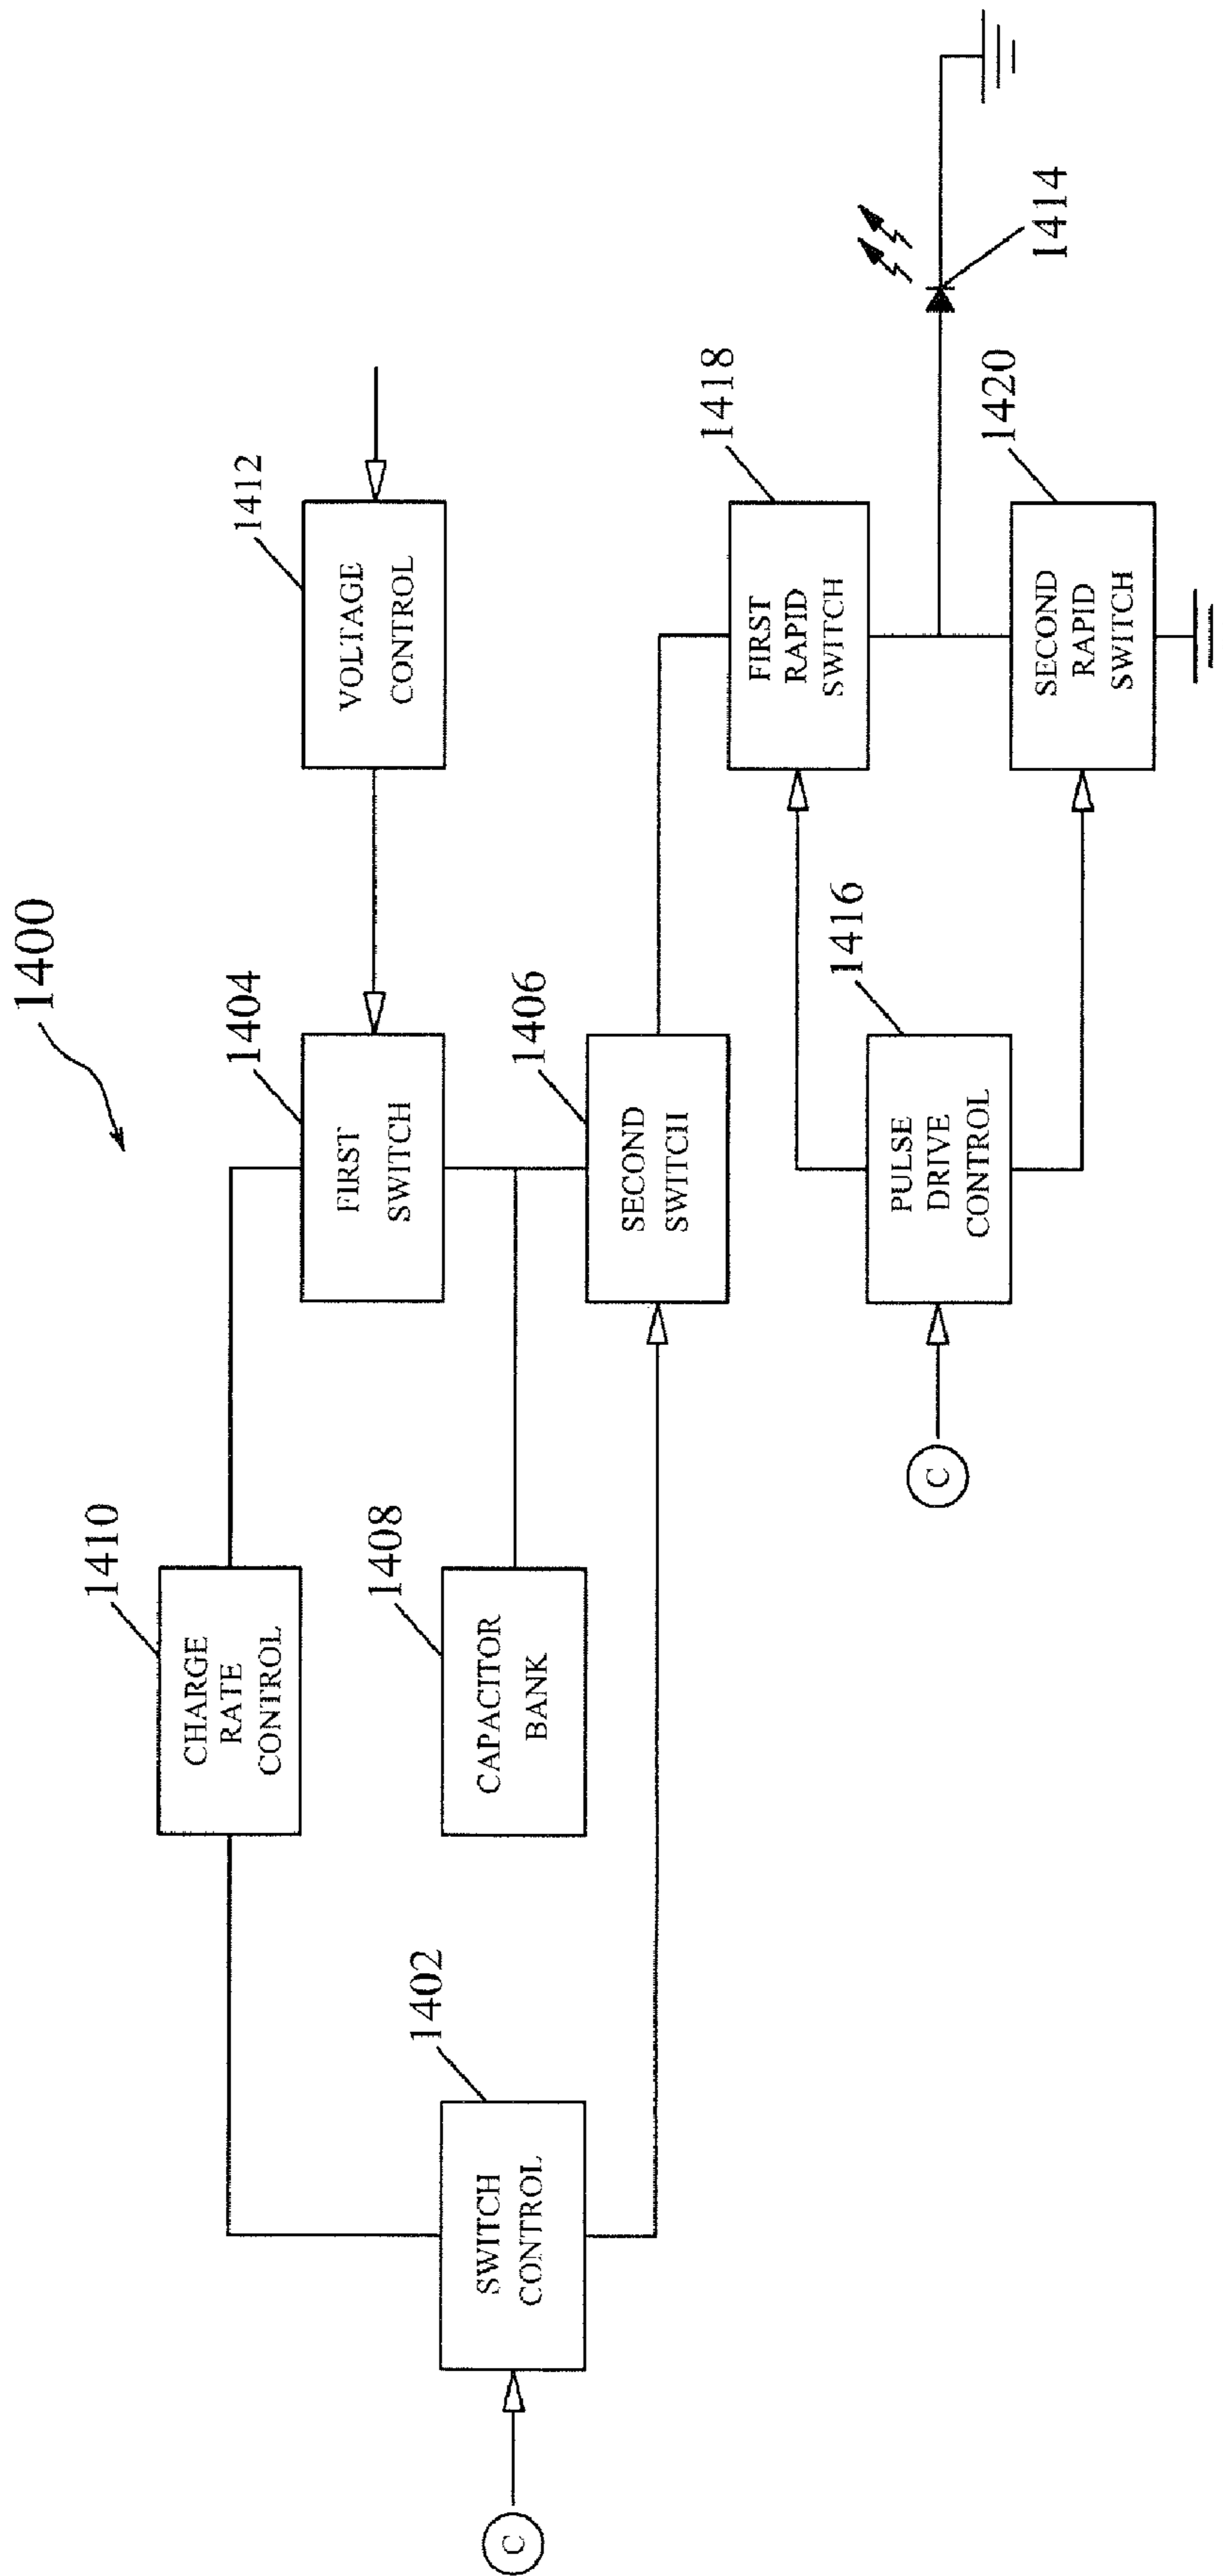 1400
1410
CHARGE
RATE
CONTROL
1404
FIRST
SWITCH
1412
VOLTAGE
CONTROL
1402
SWITCH
CONTROL
C
1408
CAPACITOR
BANK
1406
SECOND
SWITCH
1418
FIRST
RAPID
SWITCH
1416
PULSE
DRIVE
CONTROL
C
1414
1420
SECOND
RAPID
SWITCH